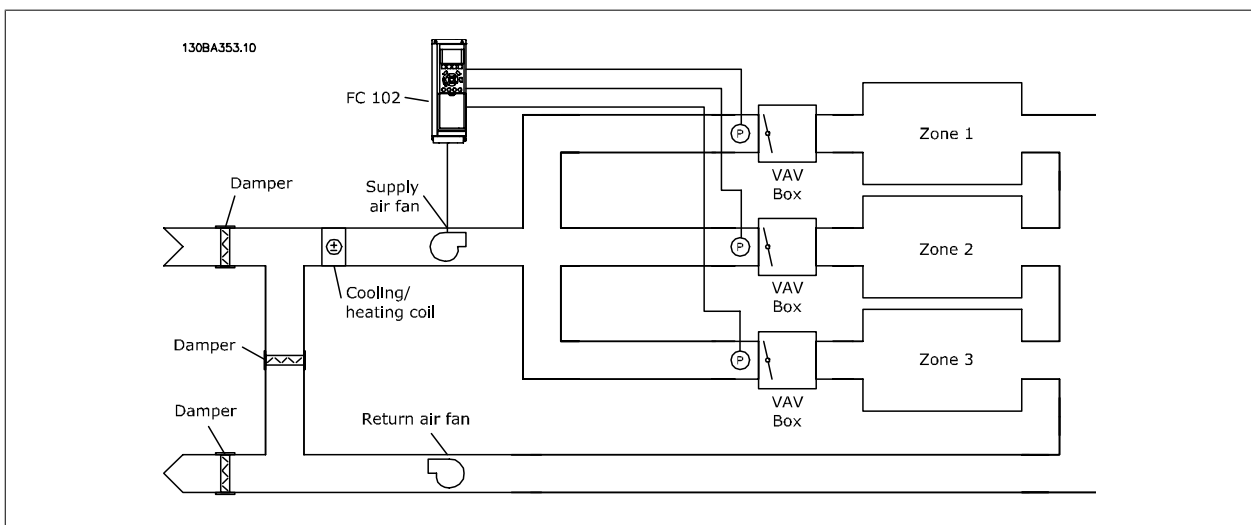 130BA353.10
FC 102
Damper
Supply
air fan
P
VAV
Box
Zone 1
±
Cooling/
heating coil
P
VAV
Box
Zone 2
Damper
P
VAV
Box
Zone 3
Damper
Return air fan